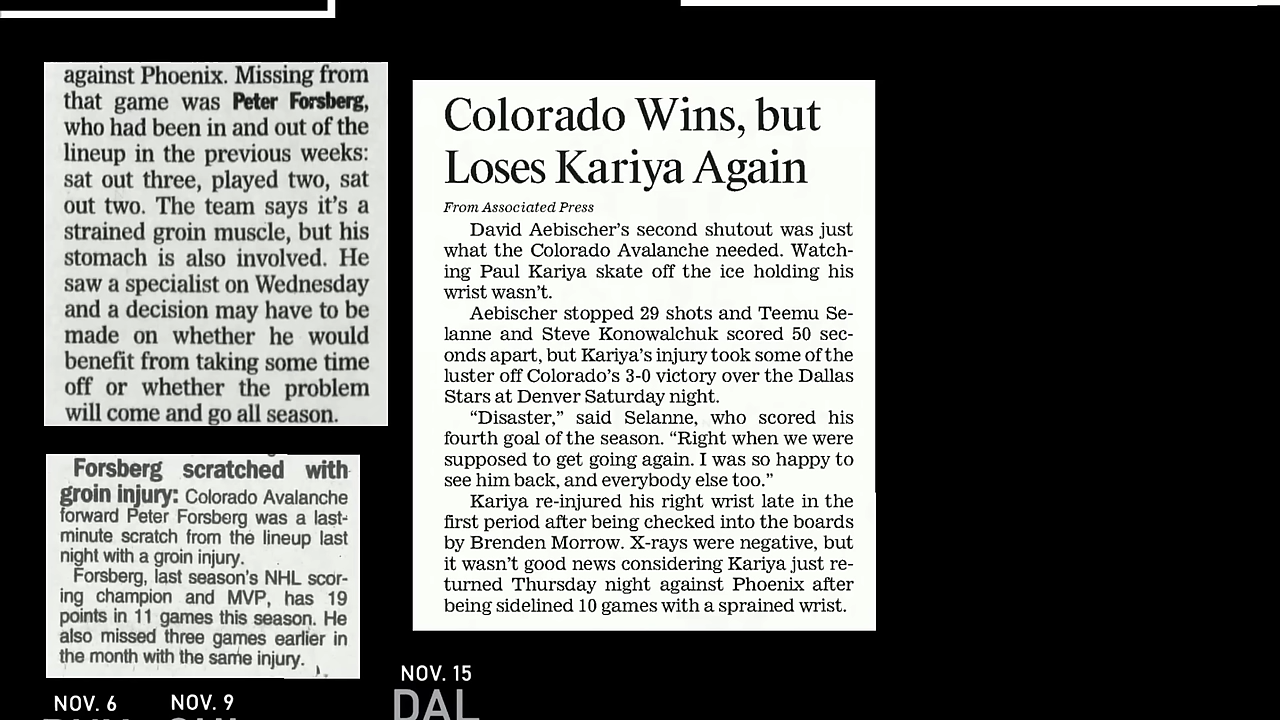 against Phoenix. Missing from
that game was Peter Forsberg,
who had been in and out of the
lineup in the previous weeks:
sat out three, played two, sat
out two. The team says it's a
strained groin muscle, but his
stomach is also involved. He
saw a specialist on Wednesday
and a decision may have to be
made on whether he would
benefit from taking some time
off or whether the problem
will come and go all season.
Forsberg scratched with
groin injury: Colorado Avalanche
forward Peter Forsberg was a last-
minute scratch from the lineup last
night with a groin injury.
Forsberg, last season's NHL scor-
ing champion and MVP, has 19
points in 11 games this season. He
also missed three games earlier in
the month with the same injury.
Colorado Wins, but
Loses Kariya Again
From Associated Press
David Aebischer's second shutout was just
what the Colorado Avalanche needed. Watch-
ing Paul Kariya skate off the ice holding his
wrist wasn't.
Aebischer stopped 29 shots and Teemu Se-
lanne and Steve Konowalchuk scored 50 sec-
onds apart, but Kariya's injury took some of the
luster off Colorado's 3-0 victory over the Dallas
Stars at Denver Saturday night.
"Disaster," said Selanne, who scored his
fourth goal of the season. "Right when we were
supposed to get going again. I was so happy to
see him back, and everybody else too."
Kariya re-injured his right wrist late in the
first period after being checked into the boards
by Brenden Morrow. X-rays were negative, but
it wasn't good news considering Kariya just re-
turned Thursday night against Phoenix after
being sidelined 10 games with a sprained wrist.
NOV. 6
NOV. 9
NOV. 15
DAL